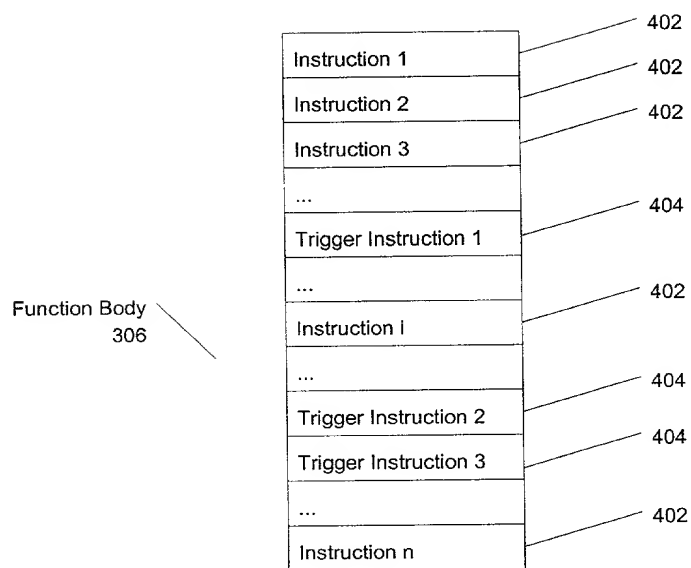 402
Instruction 1
402
Instruction 2
402
Instruction 3
...
404
Trigger Instruction 1
...
402
Function Body
306
Instruction i
...
404
Trigger Instruction 2
404
Trigger Instruction 3
...
402
Instruction n